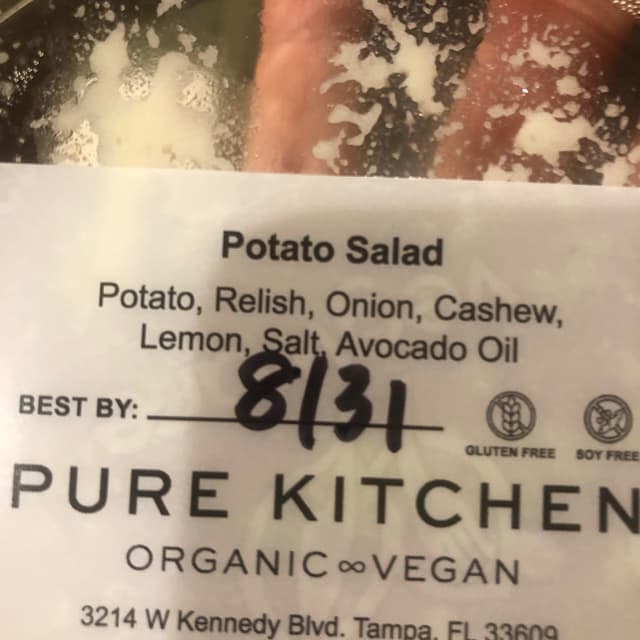 Potato Salad
Potato, Relish, Onion, Cashew,
Lemon, Salt, Avocado Oil
BEST BY: 8/31
GLUTEN FREE
SOY FREE
PURE KITCHEN
ORGANIC∞VEGAN
3214 W Kennedy Blvd. Tampa, FL 33609